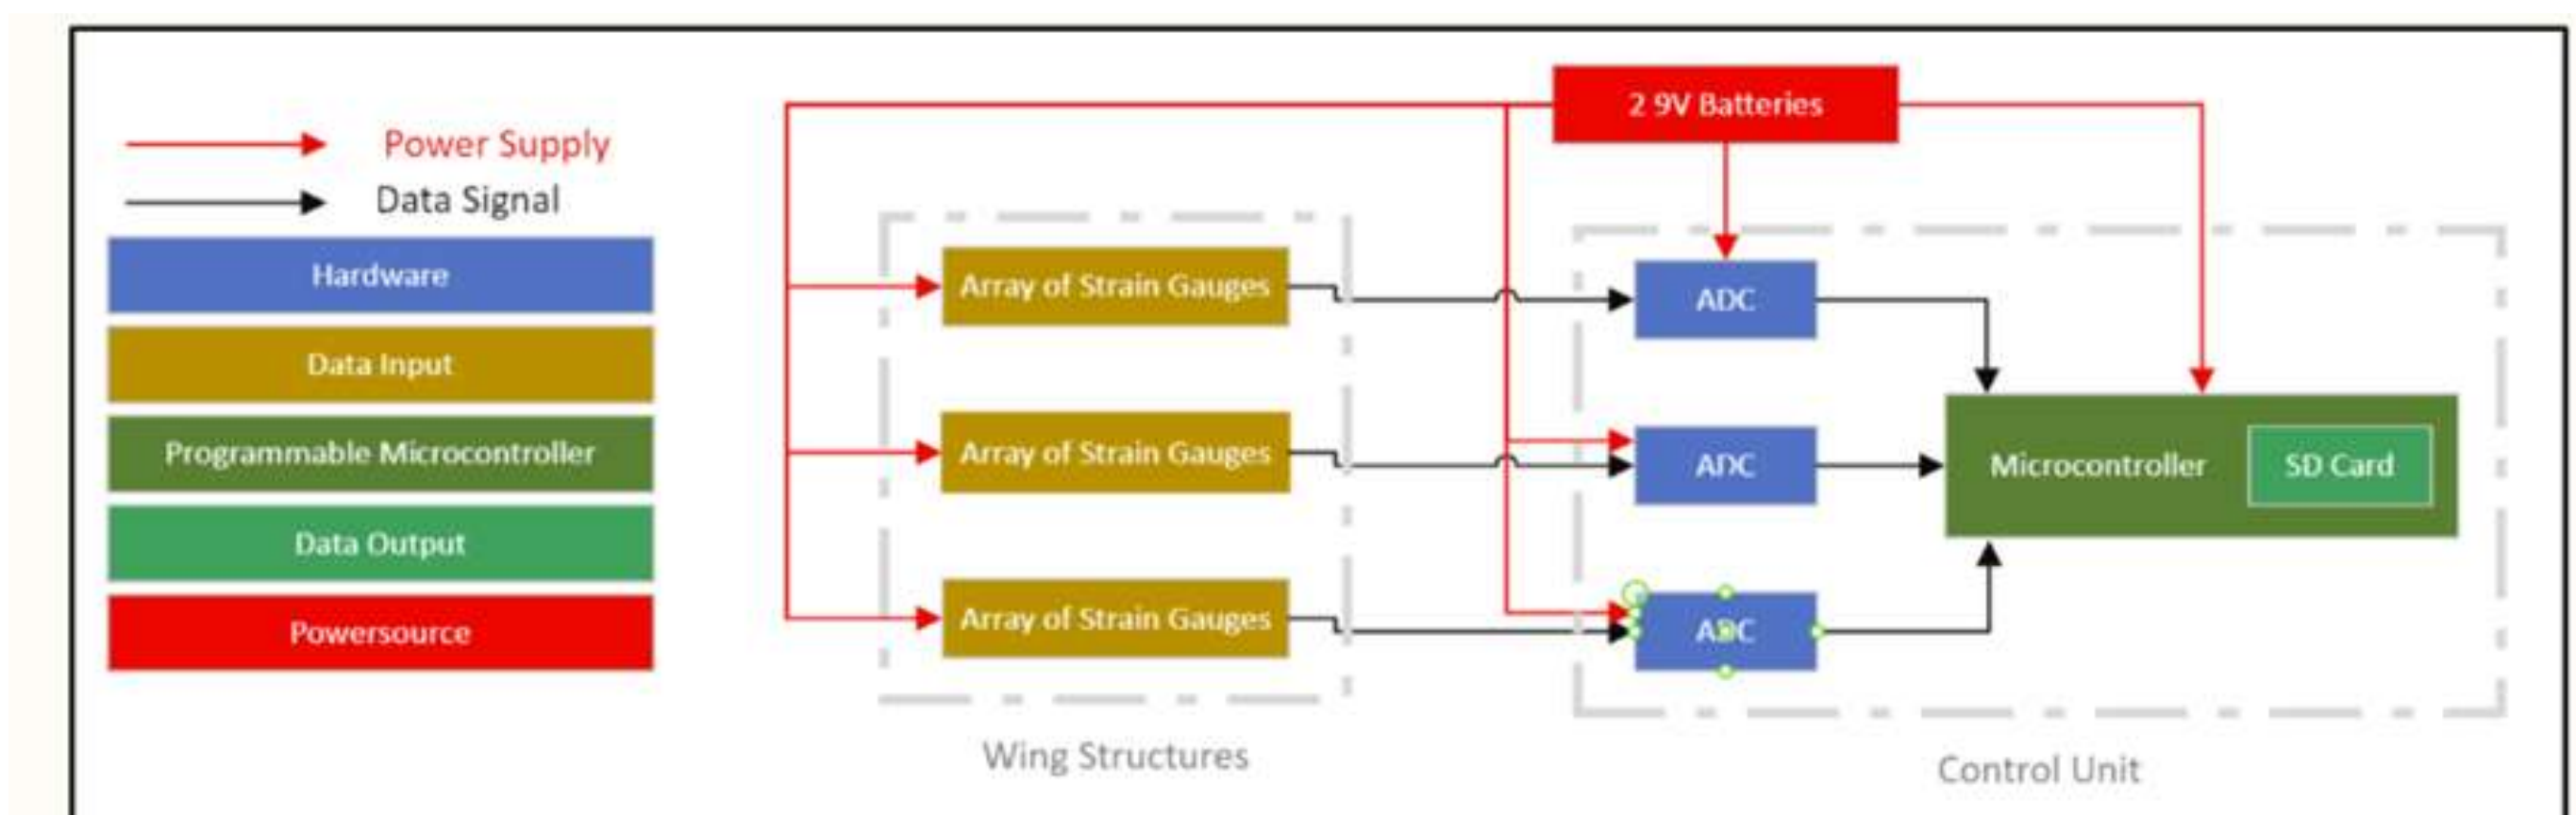 Power Supply
Data Signal
Hardware
Data Input
Programmable Microcontroller
Data Output
Powersource
2 9V Batteries
Array of Strain Gauges
Array of Strain Gauges
Array of Strain Gauges
Wing Structures
ADC
ADC
ADC
Microcontroller
SD Card
Control Unit